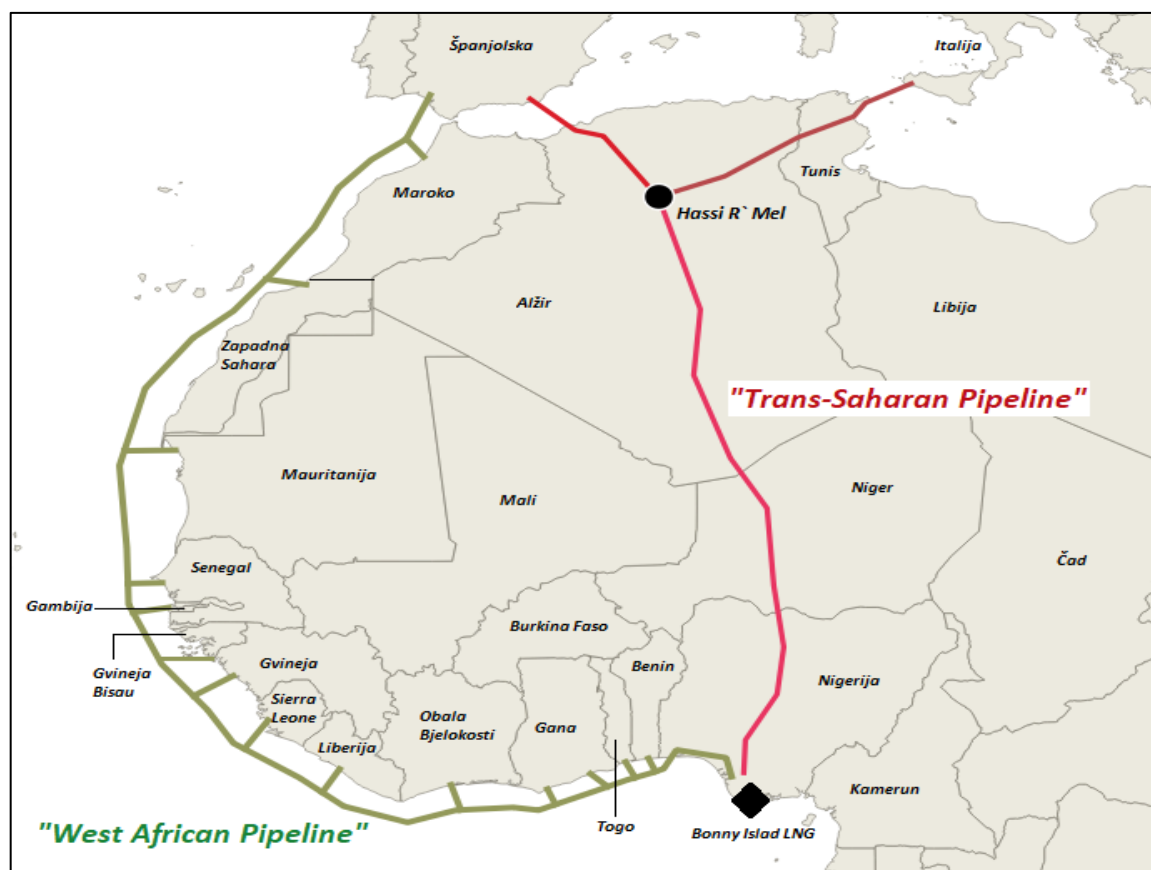 Španjolska
Italija
Tunis
Maroko
Hassi R` Mel
Alžir
Libija
Zapadna
Sahara
"Trans-Saharan Pipeline"
Mauritanija
Mali
Niger
Čad
Senegal
Gambija
Burkina Faso
Gvineja
Benin
Gvineja
Bisau
Nigerija
Sierra
Leone
Obala
Bjelokosti
Gana
Liberija
Kamerun
Togo
"West African Pipeline"
Bonny Islad LNG